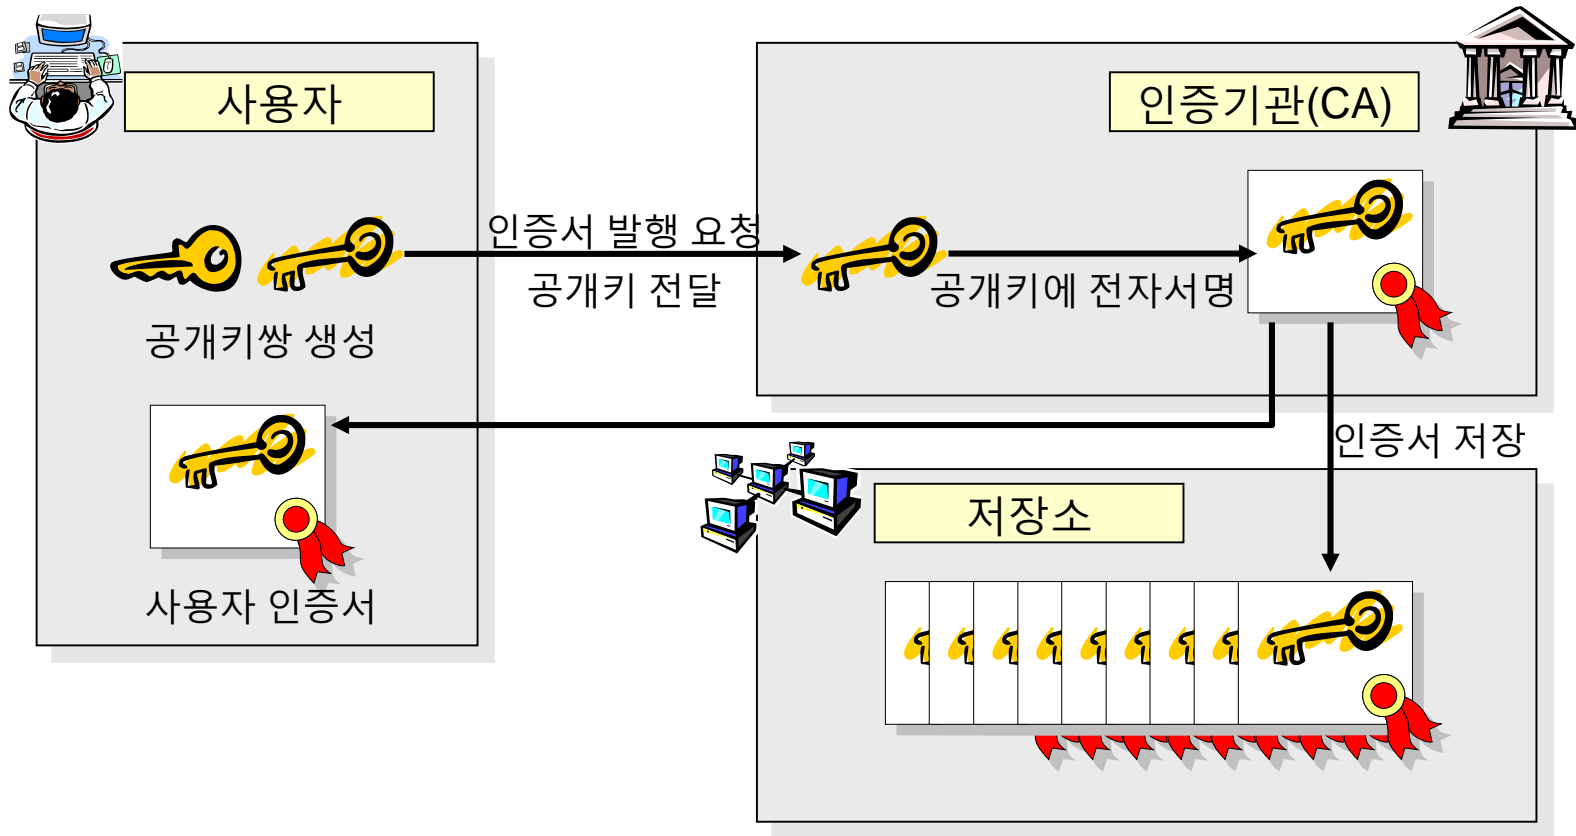 사용자
인증기관(CA)
인증서 발행 요청
공개키 전달
공개키에 전자서명
공개키쌍 생성
인증서 저장
저장소
사용자 인증서